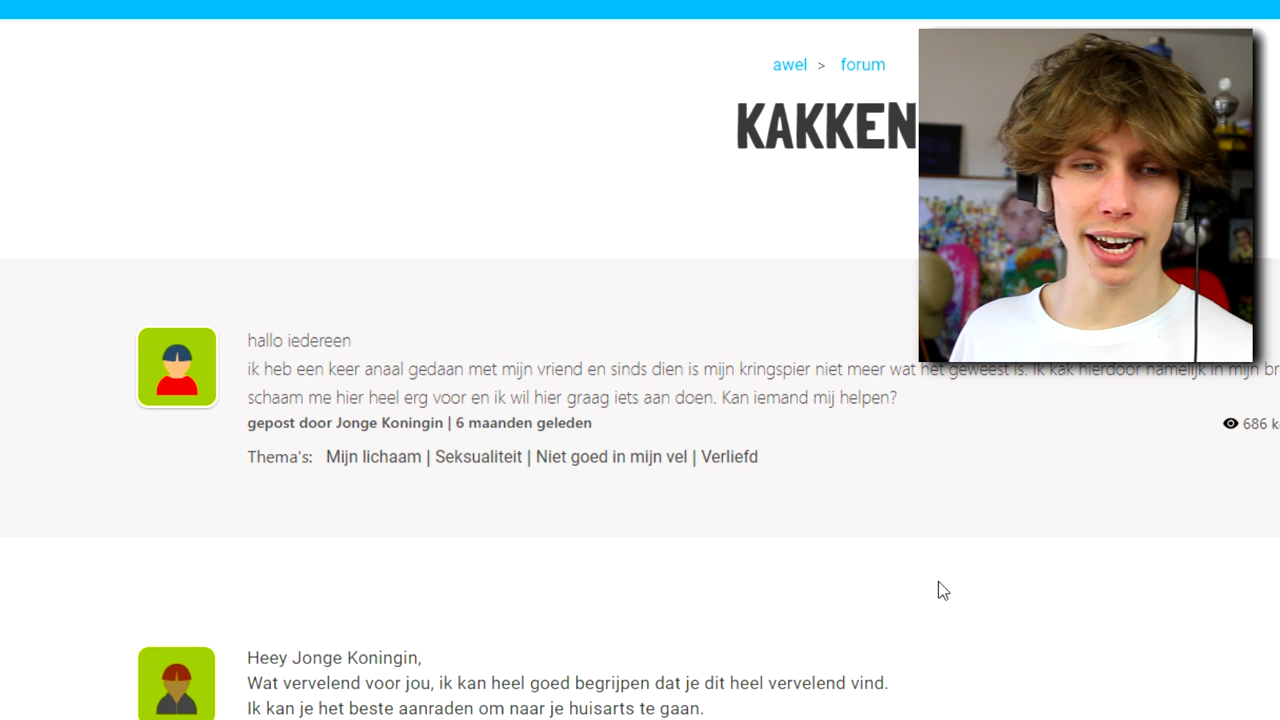 awel > forum
KAKKEN
hallo iedereen
ik heb een keer anaal gedaan met mijn vriend en sinds dien is mijn kringspier niet meer wat het geweest is. Ik kak hierdoor namelijk in mijn
schaam me hier heel erg voor en ik wil hier graag iets aan doen. Kan iemand mij helpen?
gepost door Jonge Koningin | 6 maanden geleden
686
Thema's: Mijn lichaam | Seksualiteit | Niet goed in mijn vel | Verliefd
Heey Jonge Koningin,
Wat vervelend voor jou, ik kan heel goed begrijpen dat je dit heel vervelend vind.
Ik kan je het beste aanraden om naar je huisarts te gaan.